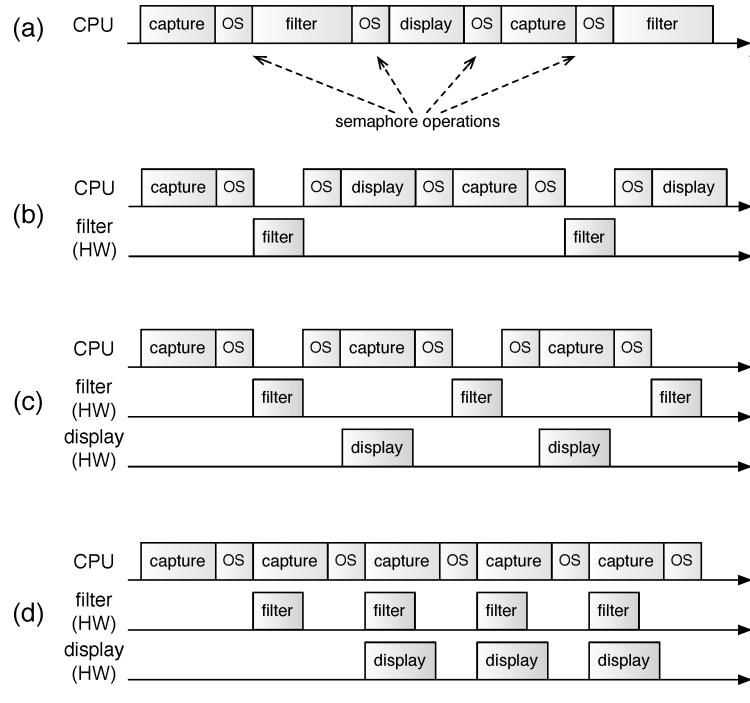 (a) CPU capture OS filter OS display OS capture OS filter
semaphore operations
(b) CPU capture OS OS display OS capture OS OS display
filter
(HW) filter filter
(c) CPU capture OS OS capture OS OS capture OS
filter
(HW) filter filter filter
display
(HW) display display
(d) CPU capture OS capture OS capture OS capture OS capture OS
filter
(HW) filter filter filter filter
display
(HW) display display display